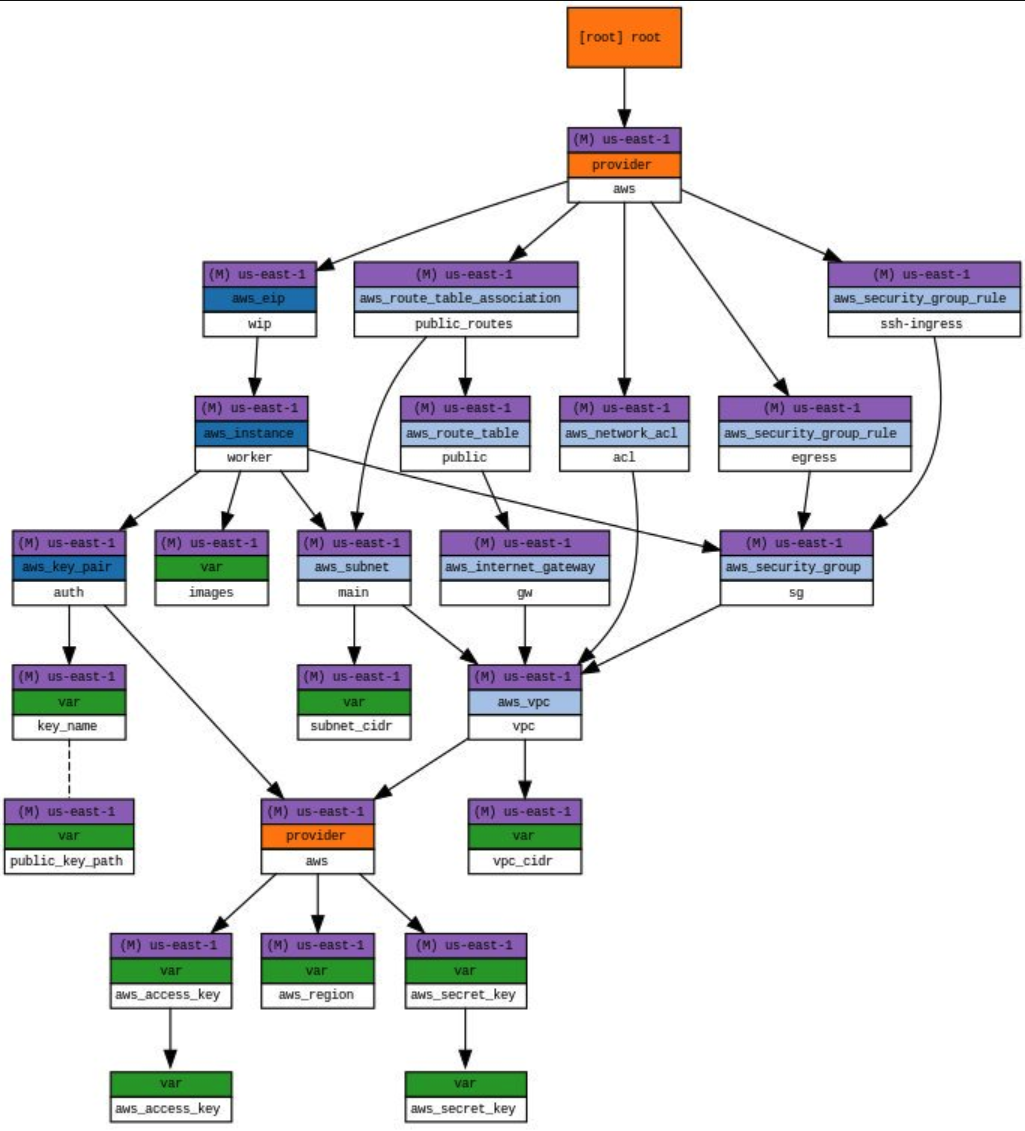 [root] root
(M) us-east-1
provider
aws
(M) us-east-1
aws_eip
wip
(M) us-east-1
aws_route_table_association
public_routes
(M) us-east-1
aws_security_group_rule
ssh-ingress
(M) us-east-1
aws_instance
worker
(M) us-east-1
aws_route_table
public
(M) us-east-1
aws_network_acl
acl
(M) us-east-1
aws_security_group_rule
egress
(M) us-east-1
aws_key_pair
auth
(M) us-east-1
var
images
(M) us-east-1
aws_subnet
main
(M) us-east-1
aws_internet_gateway
gw
(M) us-east-1
aws_security_group
sg
(M) us-east-1
var
key_name
(M) us-east-1
var
subnet_cidr
(M) us-east-1
aws_vpc
vpc
(M) us-east-1
var
public_key_path
(M) us-east-1
provider
aws
(M) us-east-1
var
vpc_cidr
(M) us-east-1
var
aws_access_key
(M) us-east-1
var
aws_region
(M) us-east-1
var
aws_secret_key
var
aws_access_key
var
aws_secret_key